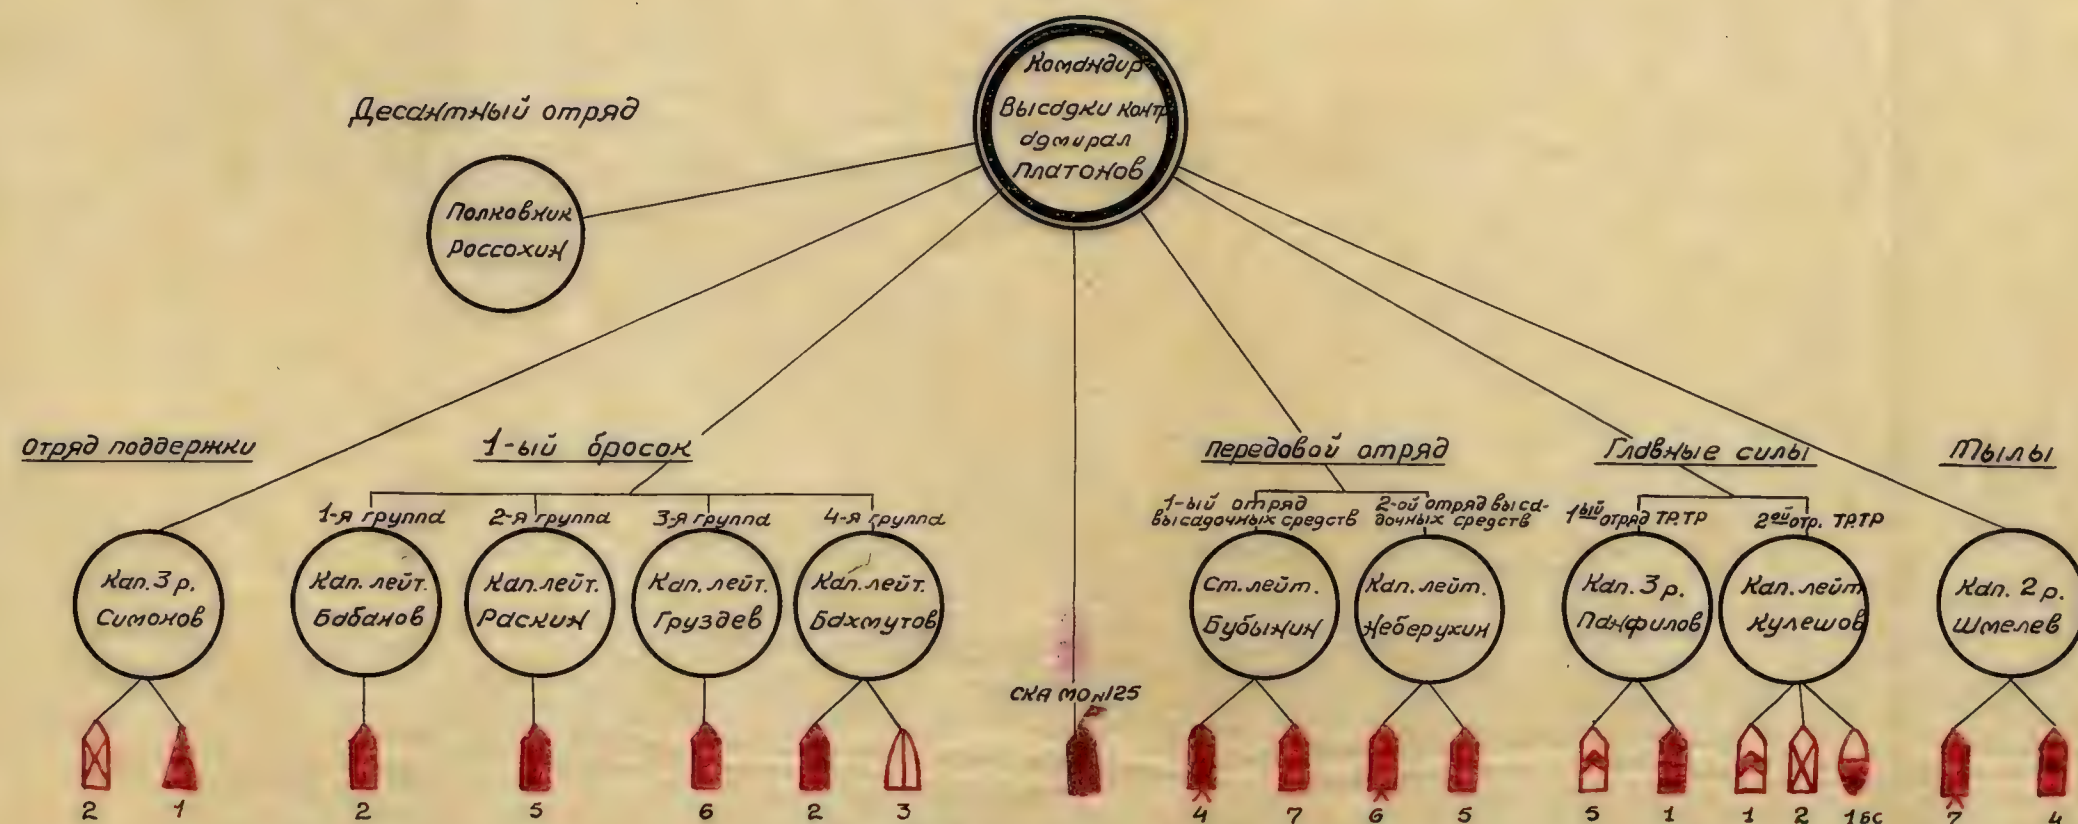 Командир
Высадки контр
адмирал
Платонов
Десантный отряд
Полковник
Россохин
Отряд поддержки
1-ый бросок
Передовой отряд
Главные силы
Тылы
1-я группа
2-я группа
3-я группа
4-я группа
1-ый отряд
высадочных средств
2-ой отряд выса-
дочных средств
1ый отряд ТР.ТР
2ой отр. ТР.ТР
Кап. 3 р.
Симонов
Кап. лейт.
Бабанов
Кап. лейт.
Раскин
Кап. лейт.
Груздев
Кап. лейт.
Бахмутов
Ст. лейт.
Бубынин
Кап. лейт.
Неберухин
Кап. 3 р.
Панфилов
Кап. лейт
Кулешов
Кап. 2 р.
Шмелев
СКА МО №125
2 1 2 5 6 2 3 4 7 6 5 5 1 1 2 1 БС 7 4